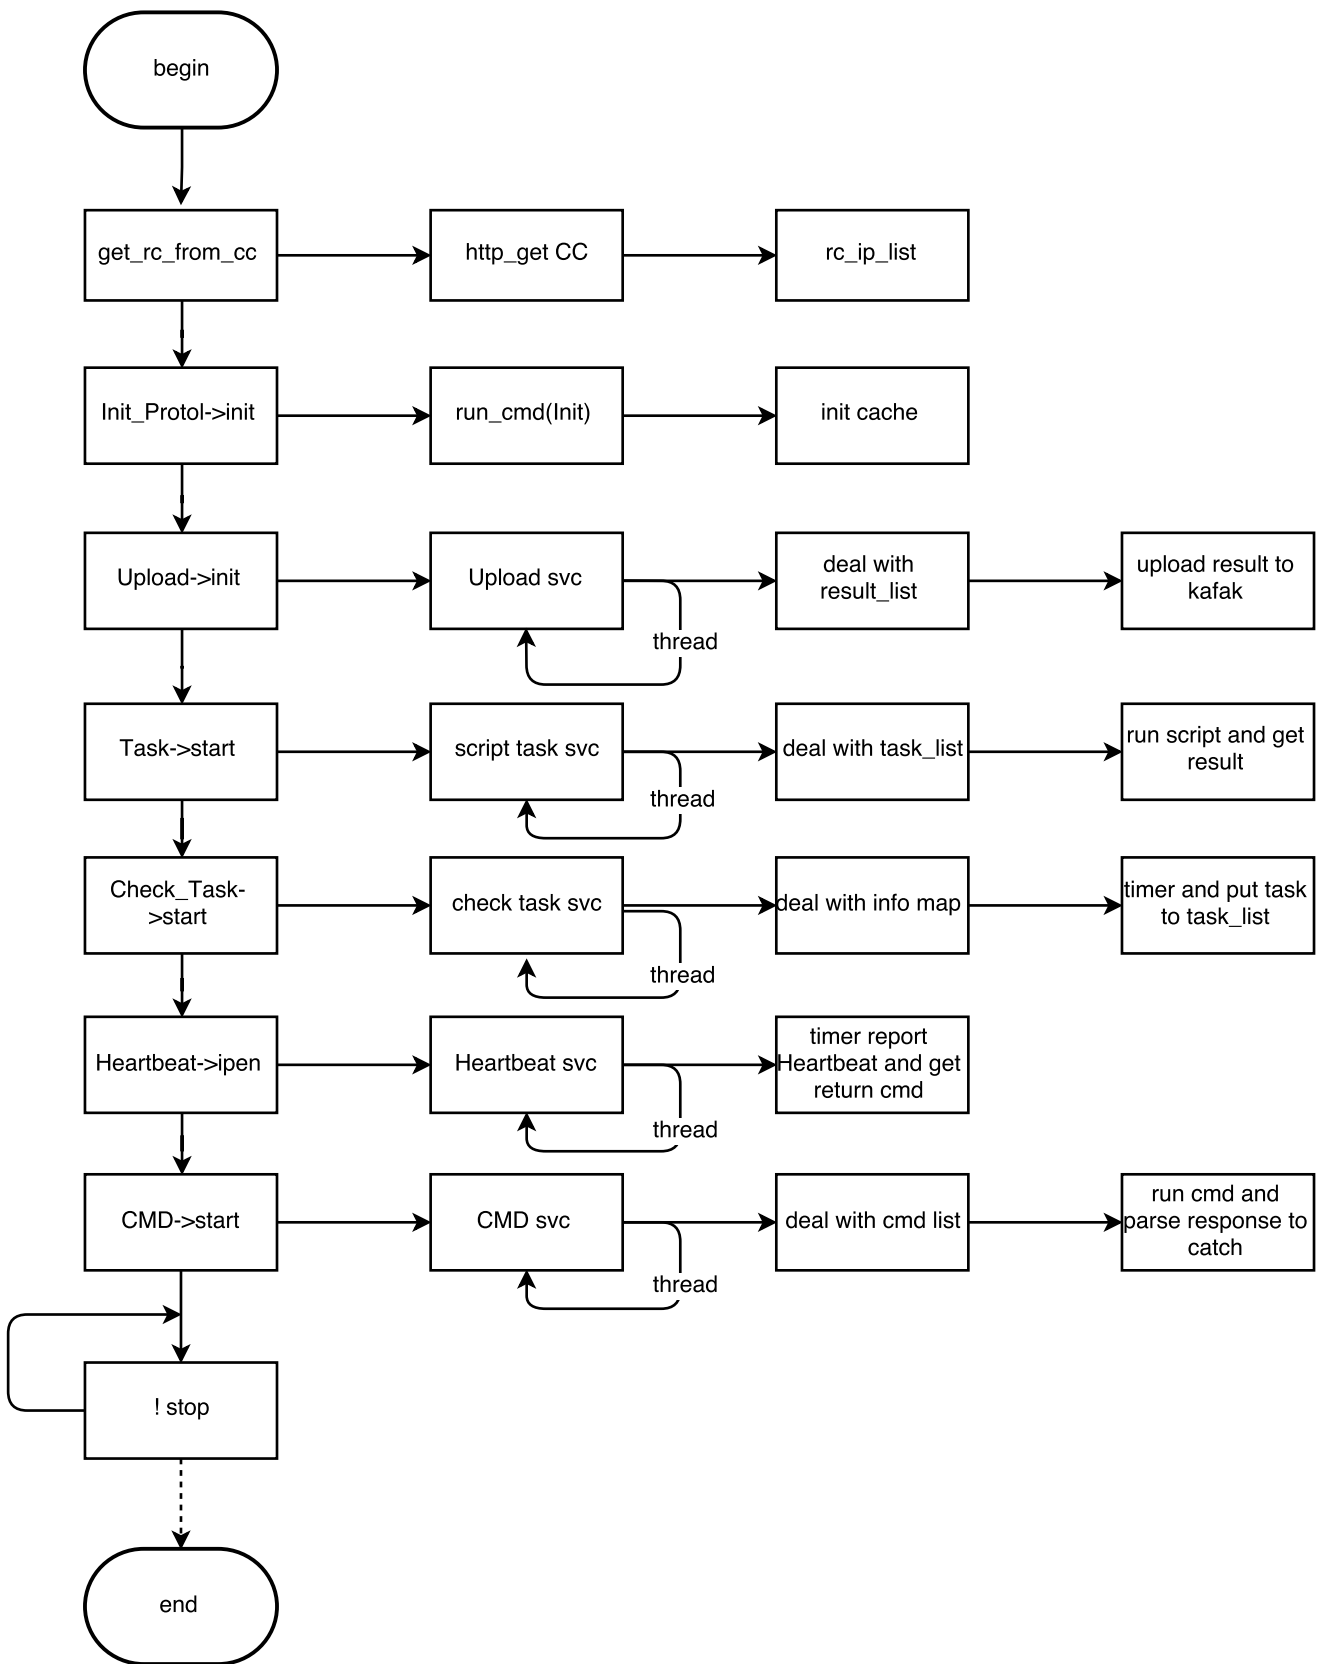 begin
get_rc_from_cc
http_get CC
rc_ip_list
Init_Protol->init
run_cmd(Init)
init cache
Upload->init
Upload svc
thread
deal with
result_list
upload result to
kafak
Task->start
script task svc
thread
deal with task_list
run script and get
result
Check_Task-
>start
check task svc
thread
deal with info map
timer and put task
to task_list
Heartbeat->ipen
Heartbeat svc
thread
timer report
Heartbeat and get
return cmd
CMD->start
CMD svc
thread
deal with cmd list
run cmd and
parse response to
catch
! stop
end